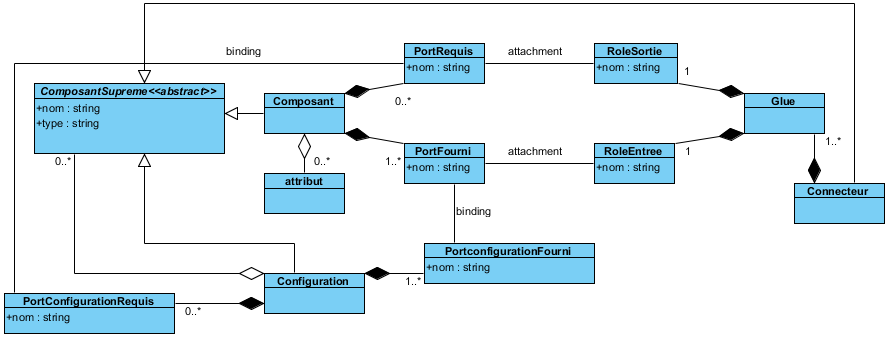 binding
PortRequis
+nom : string
attachment
RoleSortie
+nom : string
1
0..*
ComposantSupreme<<abstract>>
+nom : string
+type : string
0..*
Composant
0..*
attribut
Glue
1..*
PortFourni
+nom : string
1..*
attachment
RoleEntree
+nom : string
1
Connecteur
binding
PortconfigurationFourni
+nom : string
1..*
Configuration
PortConfigurationRequis
+nom : string
0..*